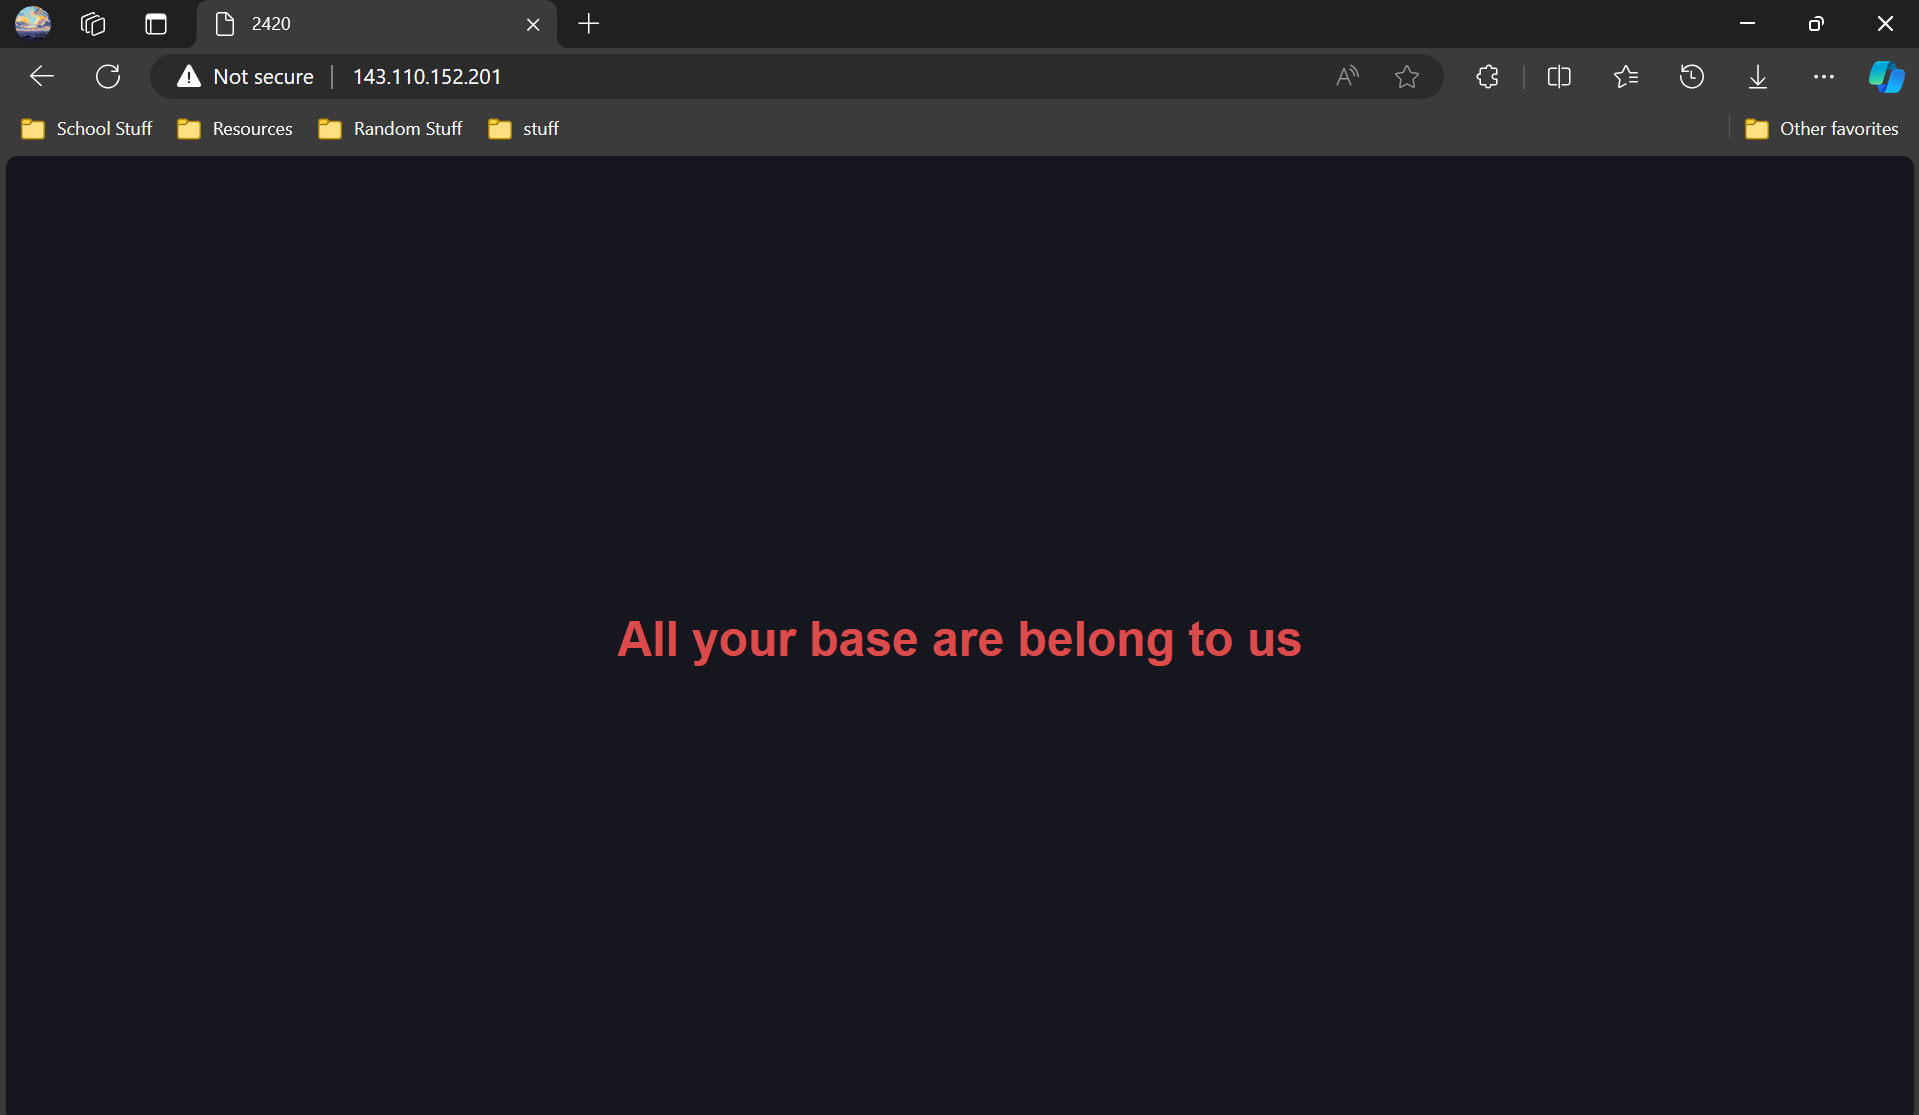 2420
Not secure 143.110.152.201
School Stuff Resources Random Stuff stuff Other favorites
All your base are belong to us